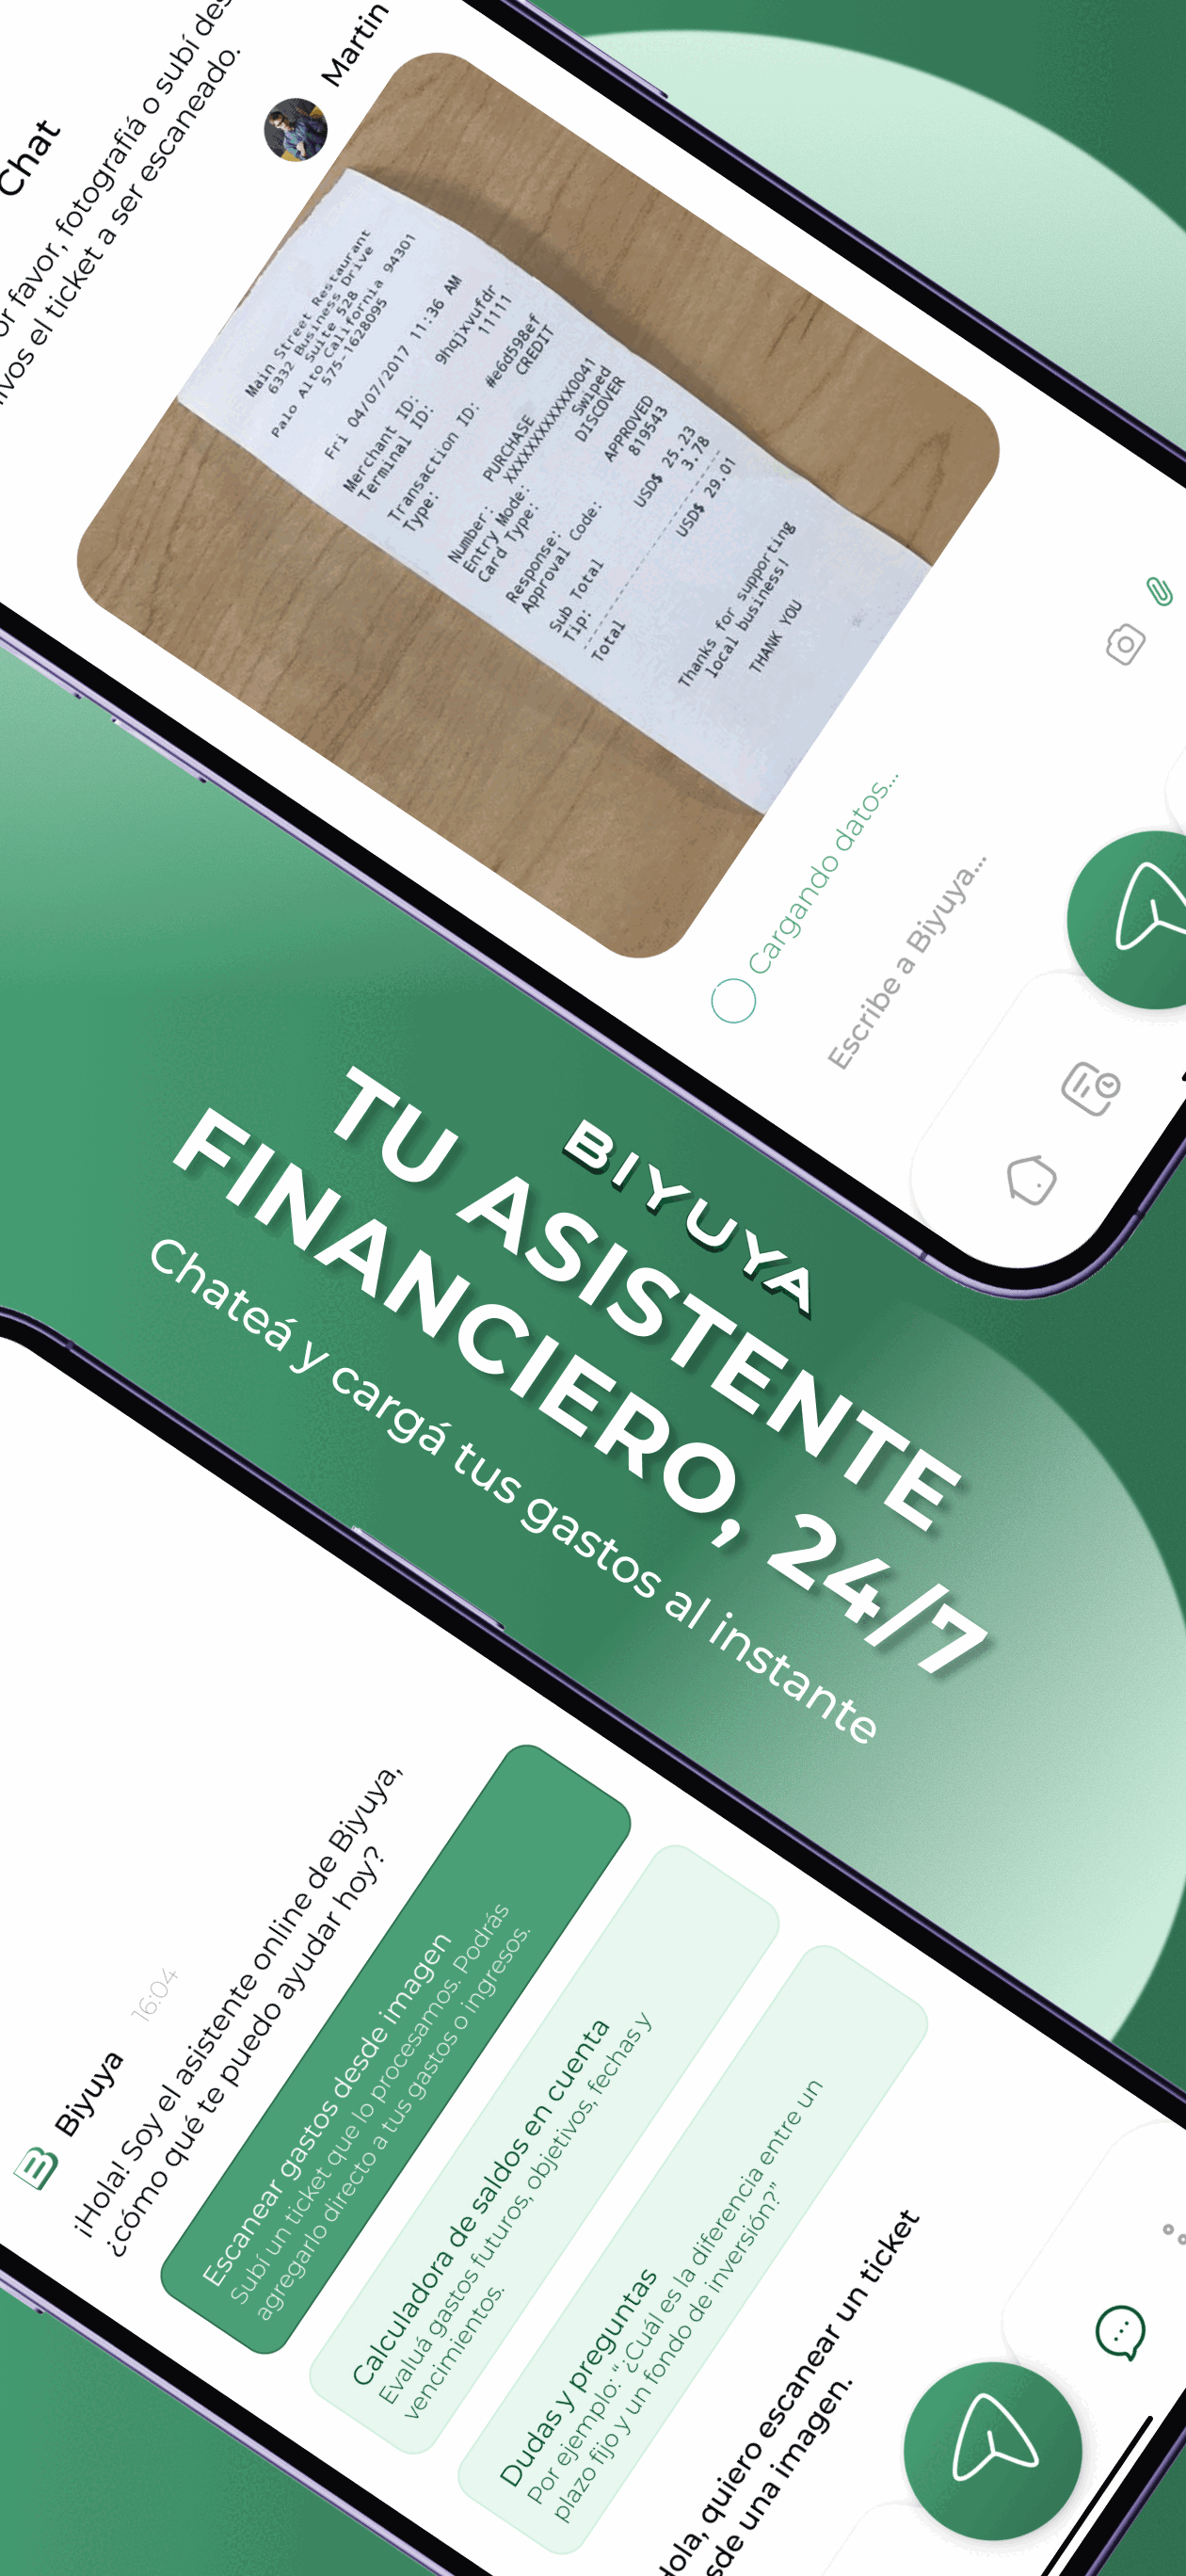 Chat
or favor, fotografiá o subí des
ivos el ticket a ser escaneado.
Martin
Main Street Restaurant
6332 Business Drive
Suite 528
Palo Alto California 94301
575-1628095
Fri 04/07/2017 11:36 AM
Merchant ID: 9hqjxvufdr
Terminal ID: 11111
Transaction ID: #e6d598ef
Type: CREDIT
PURCHASE
Number: XXXXXXXXXXXX0041
Entry Mode: Swiped
Card Type: DISCOVER
Response: APPROVED
Approval Code: 819543
Sub Total USD$ 25.23
Tip: 3.78
Total USD$ 29.01
Thanks for supporting
local business!
THANK YOU
Cargando datos...
Escribe a Biyuya...
BIYUYA
TU ASISTENTE
FINANCIERO, 24/7
Chateá y cargá tus gastos al instante
Biyuya 16:04
¡Hola! Soy el asistente online de Biyuya,
¿cómo qué te puedo ayudar hoy?
Escanear gastos desde imagen
Subí un ticket que lo procesamos. Podrás
agregarlo directo a tus gastos o ingresos.
Calculadora de saldos en cuenta
Evaluá gastos futuros, objetivos, fechas y
vencimientos.
Dudas y preguntas
Por ejemplo: “¿Cuál es la diferencia entre un
plazo fijo y un fondo de inversión?”
Hola, quiero escanear un ticket
sde una imagen.